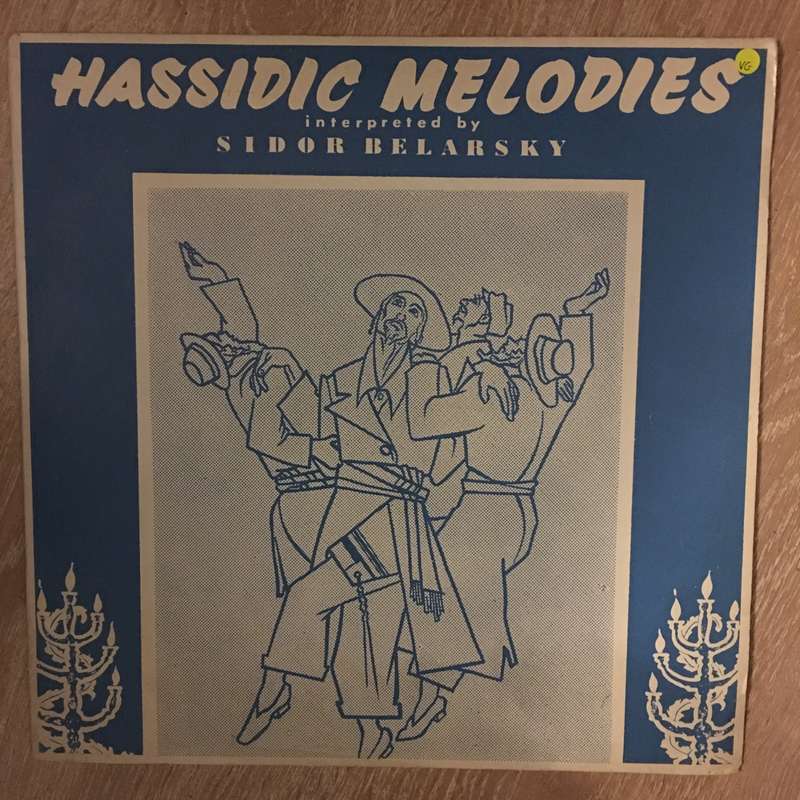 HASSIDIC MELODIES
VG
interpreted by
SIDOR BELARSKY